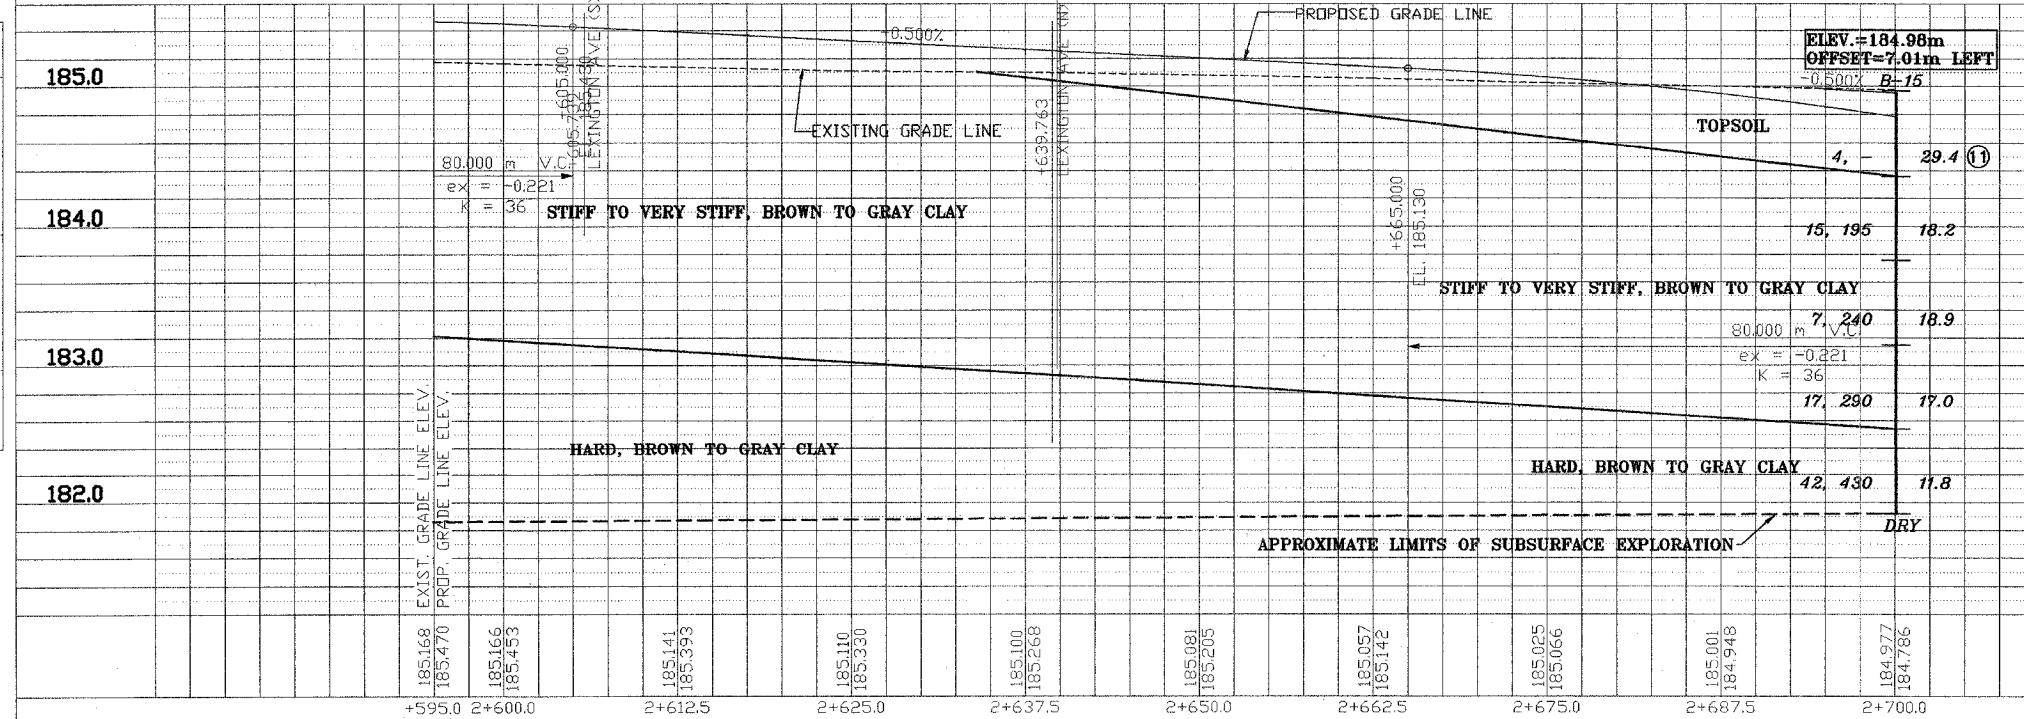 PROPOSED GRADE LINE
-0.500%
ELEV.=184.98m
OFFSET=7.01m LEFT
-0.500% B-15
185.0
EXISTING GRADE LINE
TOPSOIL
4, -
29.4 11
80.000 m V.C.
ex = -0.221
K = 36
+605.000
+605.739
LEXINGTON AVE
+639.763
LEXINGTON AVE
STIFF TO VERY STIFF, BROWN TO GRAY CLAY
184.0
+665.000
EL. 185.130
15, 195
18.2
STIFF TO VERY STIFF, BROWN TO GRAY CLAY
7, 240
18.9
80.000 m V.C.
ex = -0.221
K = 36
183.0
17, 290
17.0
HARD, BROWN TO GRAY CLAY
HARD, BROWN TO GRAY CLAY
42, 430
11.8
182.0
DRY
APPROXIMATE LIMITS OF SUBSURFACE EXPLORATION
EXIST. GRADE LINE ELEV.
PROP. GRADE LINE ELEV.
185.168
185.470
185.166
185.453
185.141
185.393
185.110
185.330
185.100
185.268
185.081
185.205
185.057
185.142
185.025
185.066
185.001
184.948
184.977
184.786
+595.0 2+600.0 2+612.5 2+625.0 2+637.5 2+650.0 2+662.5 2+675.0 2+687.5 2+700.0